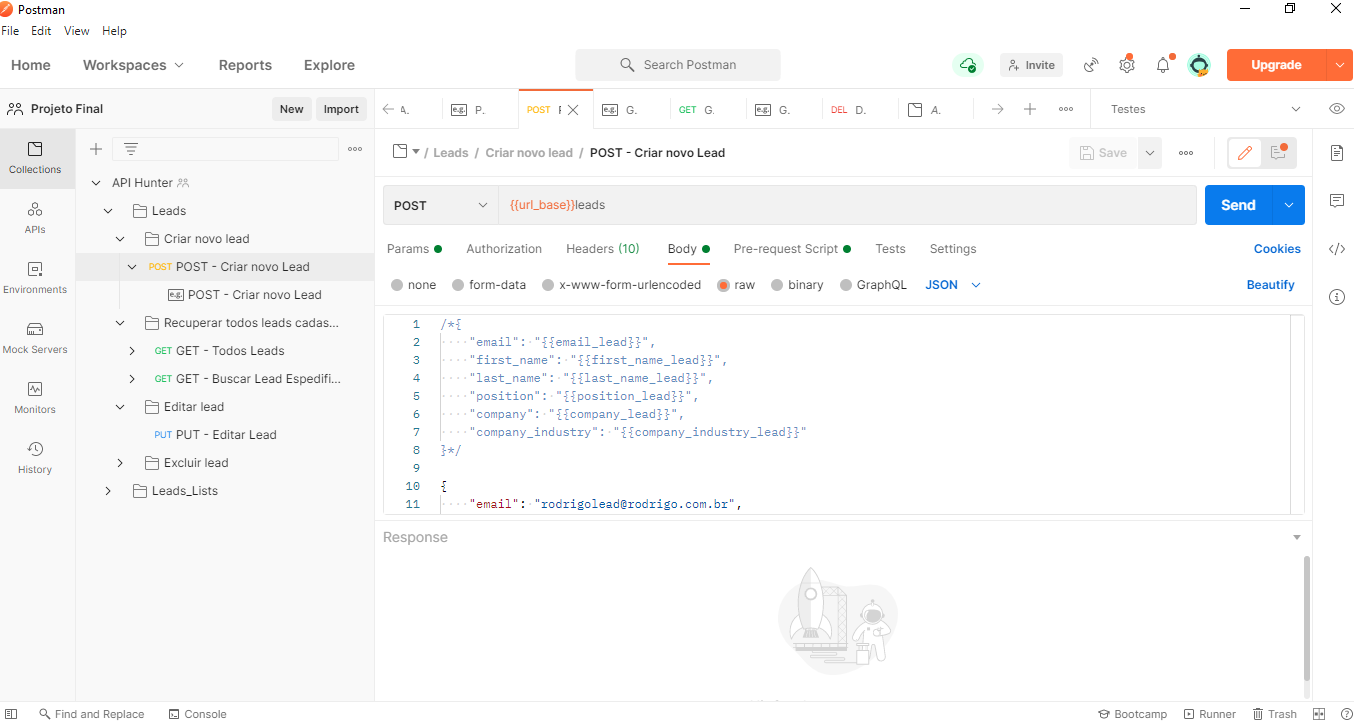 Postman
File Edit View Help
Home Workspaces Reports Explore Search Postman Invite Upgrade
Projeto Final New Import A. e.g. P. POST e.g. G. GET G. e.g. G. DEL D. A. Testes
Collections
APIs
Environments
Mock Servers
Monitors
History
API Hunter
Leads
Criar novo lead
POST POST - Criar novo Lead
e.g. POST - Criar novo Lead
Recuperar todos leads cadas...
GET GET - Todos Leads
GET GET - Buscar Lead Espedifi...
Editar lead
PUT PUT - Editar Lead
Excluir lead
Leads_Lists
/ Leads / Criar novo lead / POST - Criar novo Lead Save
POST {{url_base}}leads Send
Params Authorization Headers (10) Body Pre-request Script Tests Settings Cookies
none form-data x-www-form-urlencoded raw binary GraphQL JSON Beautify
1 /*{
2 "email": "{{email_lead}}",
3 "first_name": "{{first_name_lead}}",
4 "last_name": "{{last_name_lead}}",
5 "position": "{{position_lead}}",
6 "company": "{{company_lead}}",
7 "company_industry": "{{company_industry_lead}}"
8 }*/
9
10 {
11 "email": "rodrigolead@rodrigo.com.br",
Response
Find and Replace Console Bootcamp Runner Trash